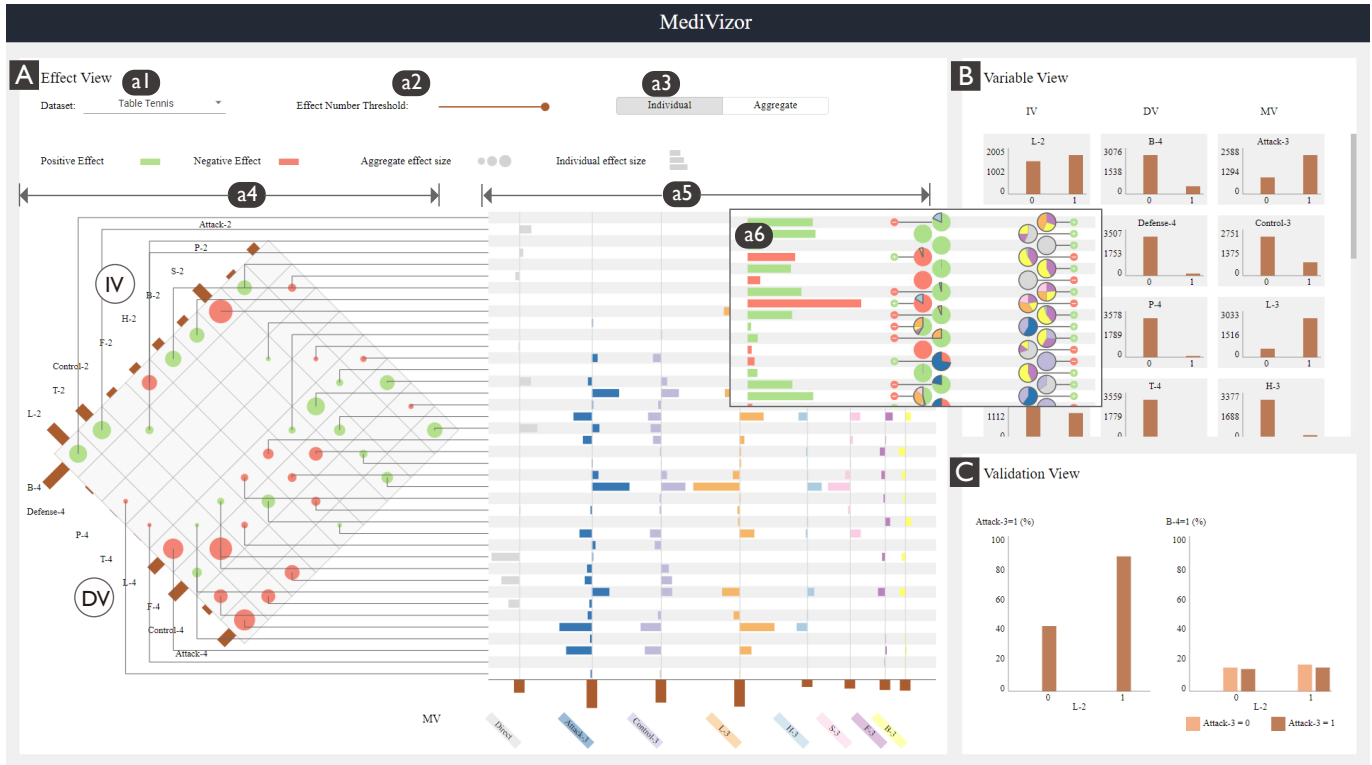 MediVizor
A Effect View
a1 a2 a3
Dataset: Table Tennis Effect Number Threshold: Individual Aggregate
Positive Effect Negative Effect Aggregate effect size Individual effect size
a4 a5
a6
IV
Attack-2
P-2
S-2
B-2
H-2
F-2
Control-2
T-2
L-2
B-4
Defense-4
P-4
T-4
L-4
DV
F-4
Control-4
Attack-4
MV
Direct Attack-3 Control-3 L-3 H-3 S-3 F-3 B-3
B Variable View
IV DV MV
L-2 B-4 Attack-3
2005 3076 2588
1002 1538 1294
0 0 0
0 1 0 1 0 1
Defense-4 Control-3
3507 2751
1753 1375
0 0
0 1 0 1
P-4 L-3
3578 3033
1789 1516
0 0
0 1 0 1
T-4 H-3
3559 3377
1112 1779 1688
C Validation View
Attack-3=1 (%) B-4=1 (%)
100 100
80 80
60 60
40 40
20 20
0 0
0 1 0 1
L-2 L-2
Attack-3 = 0 Attack-3 = 1